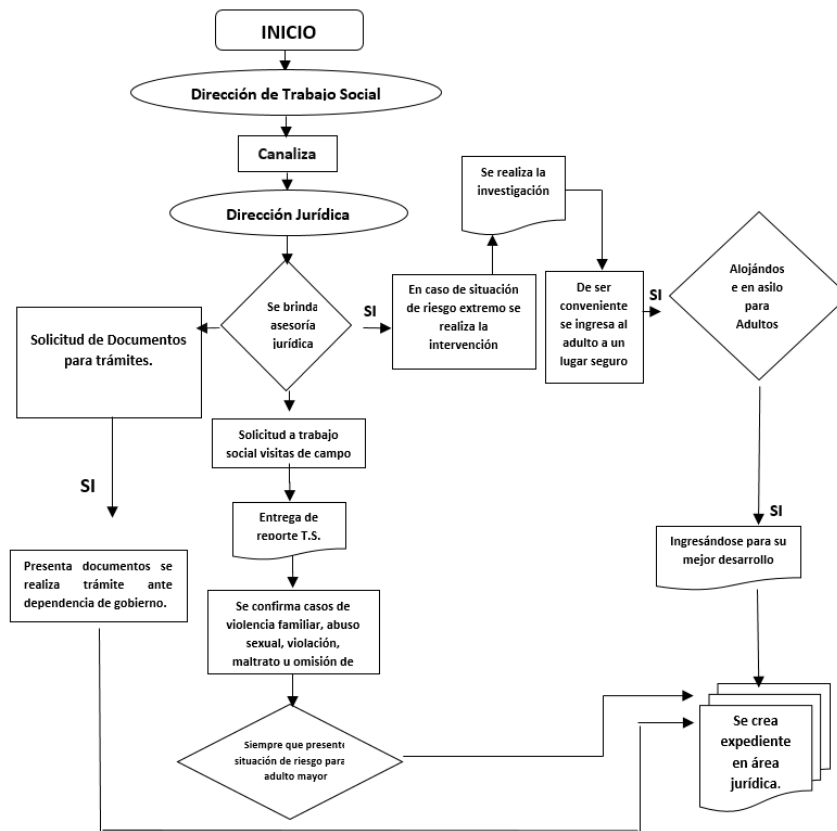 INICIO
Dirección de Trabajo Social
Canaliza
Dirección Jurídica
Se brinda
asesoría
jurídica
SI
En caso de situación
de riesgo extremo se
realiza la
intervención
Se realiza la
investigación
De ser
conveniente
se ingresa al
adulto a un
lugar seguro
SI
Alojándos
e en asilo
para
Adultos
SI
Ingresándose para su
mejor desarrollo
Solicitud de Documentos
para trámites.
SI
Presenta documentos se
realiza trámite ante
dependencia de gobierno.
Solicitud a trabajo
social visitas de campo
Entrega de
reporte T.S.
Se confirma casos de
violencia familiar, abuso
sexual, violación,
maltrato u omisión de
Siempre que presente
situación de riesgo para
adulto mayor
Se crea
expediente
en área
jurídica.